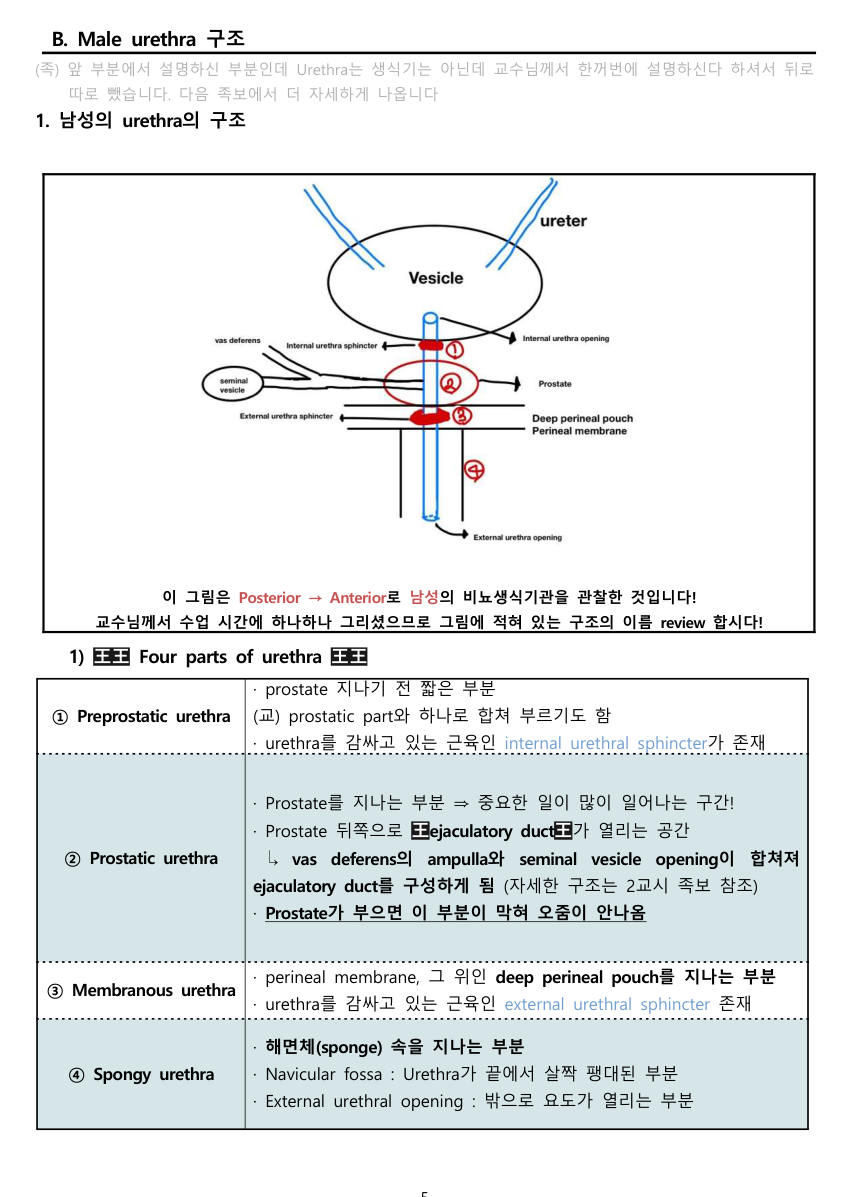 B. Male urethra 구조
(족) 앞 부분에서 설명하신 부분인데 Urethra는 생식기는 아닌데 교수님께서 한꺼번에 설명하신다 하셔서 뒤로
따로 뺐습니다. 다음 족보에서 더 자세하게 나옵니다
1. 남성의 urethra의 구조
ureter
Vesicle
Internal urethra opening
vas deferens
Internal urethra sphincter
①
seminal
vesicle
②
Prostate
External urethra sphincter
③
Deep perineal pouch
Perineal membrane
④
External urethra opening
이 그림은 Posterior → Anterior로 남성의 비뇨생식기관을 관찰한 것입니다!
교수님께서 수업 시간에 하나하나 그리셨으므로 그림에 적혀 있는 구조의 이름 review 합시다!
1) 王王 Four parts of urethra 王王
① Preprostatic urethra
· prostate 지나기 전 짧은 부분
(교) prostatic part와 하나로 합쳐 부르기도 함
· urethra를 감싸고 있는 근육인 internal urethral sphincter가 존재
② Prostatic urethra
· Prostate를 지나는 부분 ⇒ 중요한 일이 많이 일어나는 구간!
· Prostate 뒤쪽으로 王ejaculatory duct王가 열리는 공간
↳ vas deferens의 ampulla와 seminal vesicle opening이 합쳐져
ejaculatory duct를 구성하게 됨 (자세한 구조는 2교시 족보 참조)
· Prostate가 부으면 이 부분이 막혀 오줌이 안나옴
③ Membranous urethra
· perineal membrane, 그 위인 deep perineal pouch를 지나는 부분
· urethra를 감싸고 있는 근육인 external urethral sphincter 존재
④ Spongy urethra
· 해면체(sponge) 속을 지나는 부분
· Navicular fossa : Urethra가 끝에서 살짝 팽대된 부분
· External urethral opening : 밖으로 요도가 열리는 부분
5